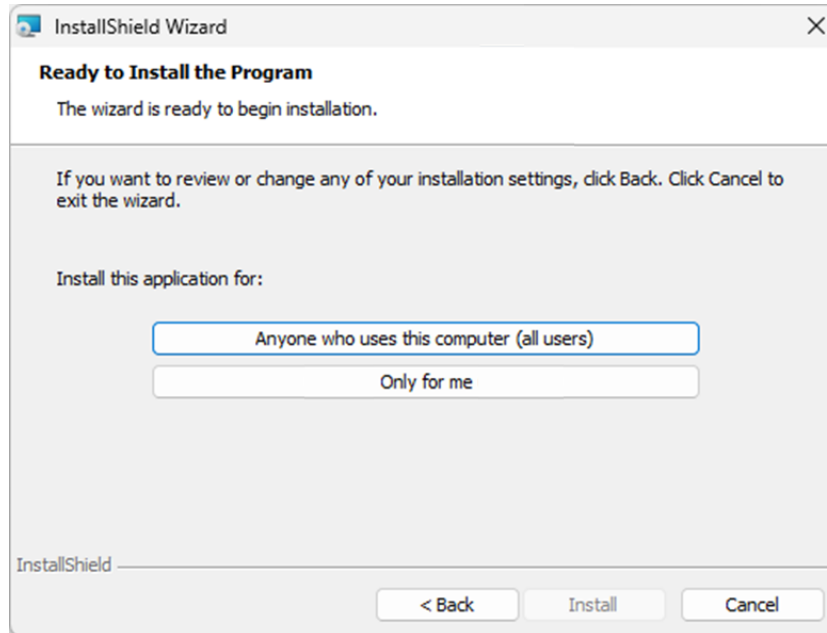 InstallShield Wizard
Ready to Install the Program
The wizard is ready to begin installation.
If you want to review or change any of your installation settings, click Back. Click Cancel to
exit the wizard.
Install this application for:
Anyone who uses this computer (all users)
Only for me
InstallShield
< Back
Install
Cancel